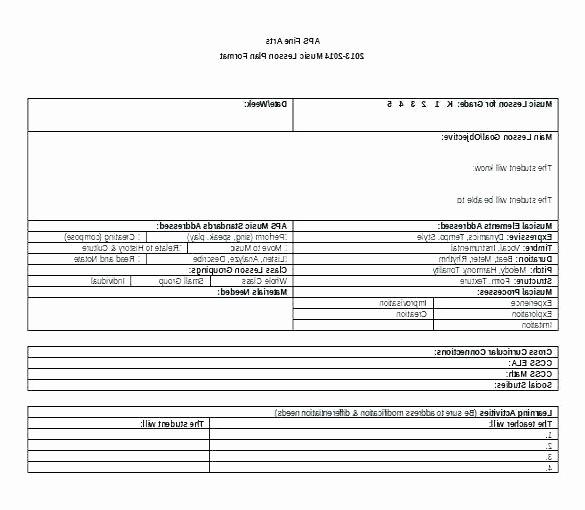 APS Fine Arts
2013-2014 Music Lesson Plan Format
Music Lesson for Grade: K 1 2 3 4 5
Date/Week:
Main Lesson Goal/Objective:
The student will know:
The student will be able to:
Musical Elements Addressed:
APS Music Standards Addressed:
Expressive: Dynamics, Tempo, Style
Perform (sing, speak, play)
Creating (compose)
Timbre: Vocal, Instrumental
Move to Music
Relate to History & Culture
Duration: Beat, Meter, Rhythm
Listen, Analyze, Describe
Read and Notate
Pitch: Melody, Harmony, Tonality
Class Lesson Groupings:
Structure: Form, Texture
Whole Class
Small Group
Individual
Musical Processes:
Materials Needed:
Experience
Improvisation
Exploration
Creation
Imitation
Cross Curricular Connections:
CCSS ELA:
CCSS Math:
Social Studies:
Learning Activities (Be sure to address modification & differentiation needs)
The teacher will:
The student will:
1.
2.
3.
4.